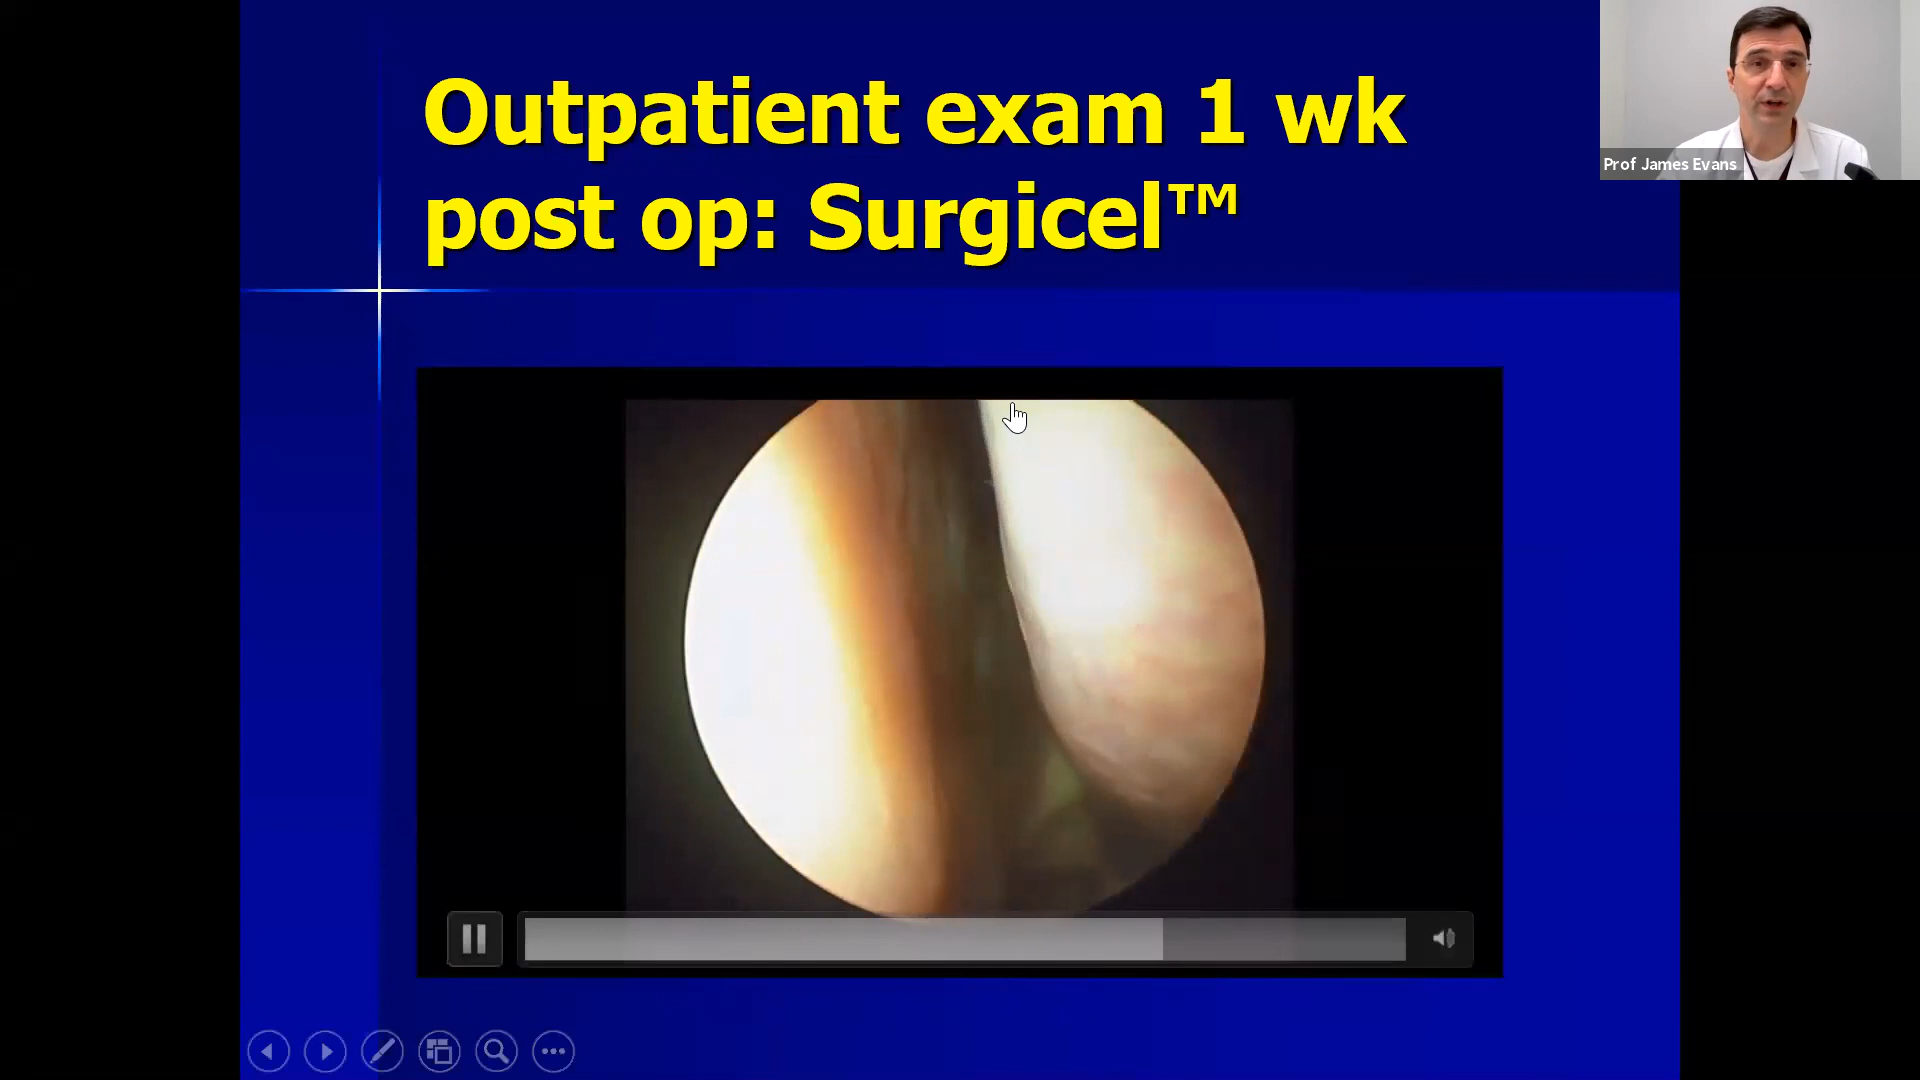 Outpatient exam 1 wk
post op: Surgicel™
Prof James Evans